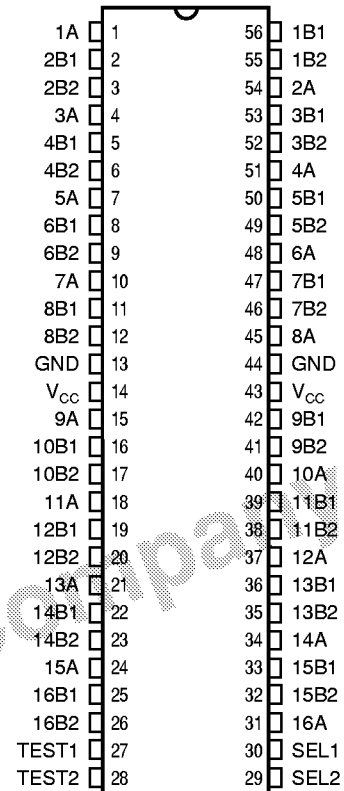 1A 1 56 1B1
2B1 2 55 1B2
2B2 3 54 2A
3A 4 53 3B1
4B1 5 52 3B2
4B2 6 51 4A
5A 7 50 5B1
6B1 8 49 5B2
6B2 9 48 6A
7A 10 47 7B1
8B1 11 46 7B2
8B2 12 45 8A
GND 13 44 GND
VCC 14 43 VCC
9A 15 42 9B1
10B1 16 41 9B2
10B2 17 40 10A
11A 18 39 11B1
12B1 19 38 11B2
12B2 20 37 12A
13A 21 36 13B1
14B1 22 35 13B2
14B2 23 34 14A
15A 24 33 15B1
16B1 25 32 15B2
16B2 26 31 16A
TEST1 27 30 SEL1
TEST2 28 29 SEL2
company